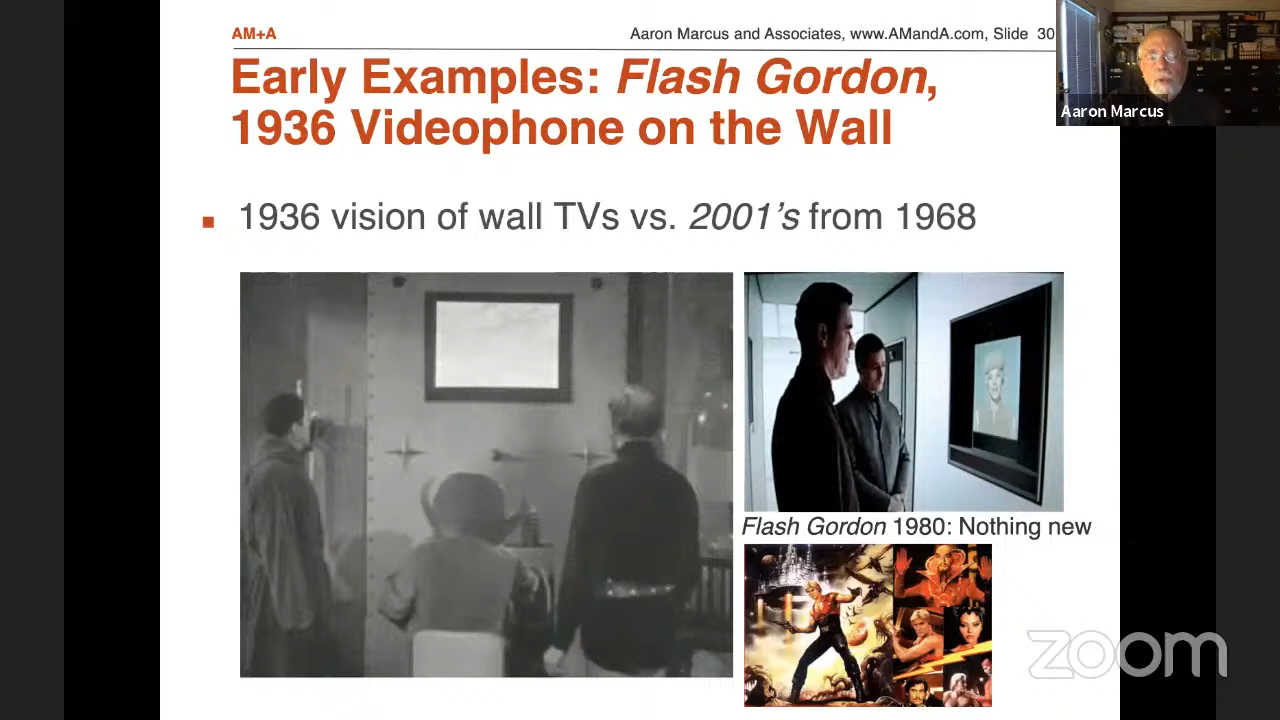 AM+A
Aaron Marcus and Associates, www.AMandA.com, Slide 30
Early Examples: Flash Gordon,
1936 Videophone on the Wall
Aaron Marcus
1936 vision of wall TVs vs. 2001’s from 1968
Flash Gordon 1980: Nothing new
zoom